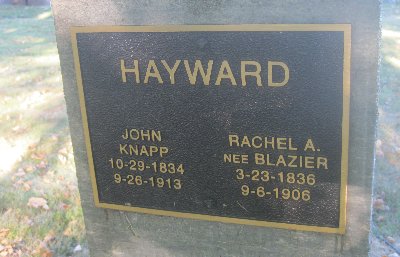 HAYWARD
JOHN
KNAPP
10-29-1834
9-26-1913
RACHEL A.
NEE BLAZIER
3-23-1836
9-6-1906